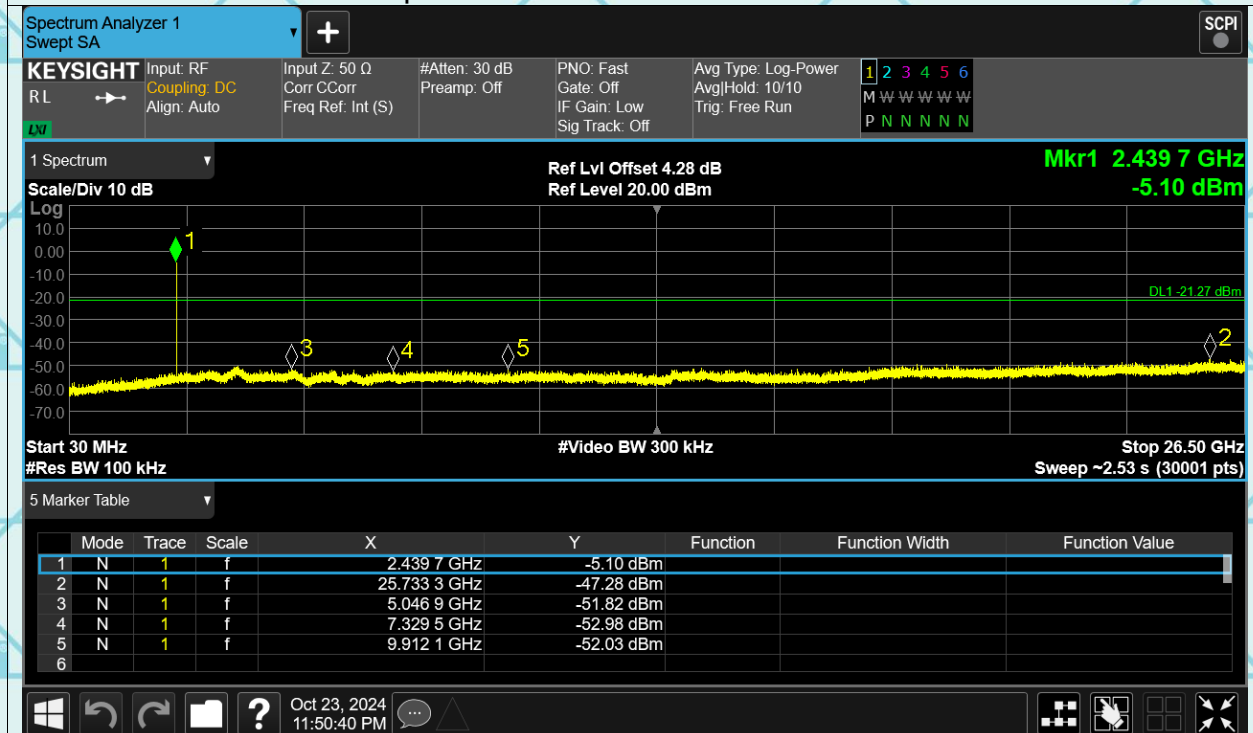 Spectrum Analyzer 1
Swept SA
+
SCPI
KEYSIGHT
RL
LXI
Input: RF
Coupling: DC
Align: Auto
Input Z: 50 Ω
Corr CCorr
Freq Ref: Int (S)
#Atten: 30 dB
Preamp: Off
PNO: Fast
Gate: Off
IF Gain: Low
Sig Track: Off
Avg Type: Log-Power
Avg|Hold: 10/10
Trig: Free Run
1 2 3 4 5 6
M W W W W W
P N N N N N
1 Spectrum
Scale/Div 10 dB
Ref Lvl Offset 4.28 dB
Ref Level 20.00 dBm
Mkr1 2.439 7 GHz
-5.10 dBm
Log
10.0
0.00
-10.0
-20.0
-30.0
-40.0
-50.0
-60.0
-70.0
1
DL1 -21.27 dBm
3
4
5
2
Start 30 MHz
#Video BW 300 kHz
Stop 26.50 GHz
#Res BW 100 kHz
Sweep ~2.53 s (30001 pts)
5 Marker Table
Mode Trace Scale X Y Function Function Width Function Value
1 N 1 f 2.439 7 GHz -5.10 dBm
2 N 1 f 25.733 3 GHz -47.28 dBm
3 N 1 f 5.046 9 GHz -51.82 dBm
4 N 1 f 7.329 5 GHz -52.98 dBm
5 N 1 f 9.912 1 GHz -52.03 dBm
6
?
Oct 23, 2024
11:50:40 PM